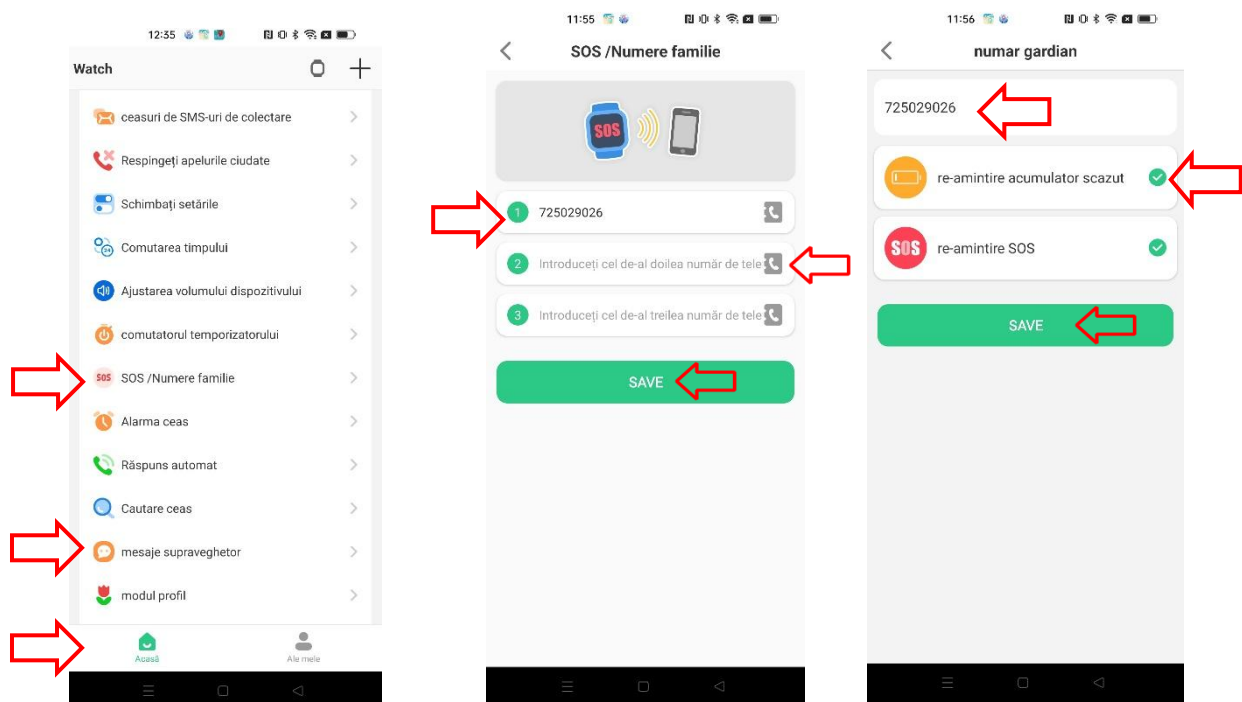 12:35
Watch
ceasuri de SMS-uri de colectare
Respingeți apelurile ciudate
Schimbați setările
Comutarea timpului
Ajustarea volumului dispozitivului
comutatorul temporizatorului
SOS SOS /Numere familie
Alarma ceas
Răspuns automat
Cautare ceas
mesaje supraveghetor
modul profil
Acasă
Ale mele
11:55
SOS /Numere familie
SOS
1 725029026
2 Introduceți cel de-al doilea număr de tele
3 Introduceți cel de-al treilea număr de tele
SAVE
11:56
numar gardian
725029026
re-amintire acumulator scazut
SOS re-amintire SOS
SAVE